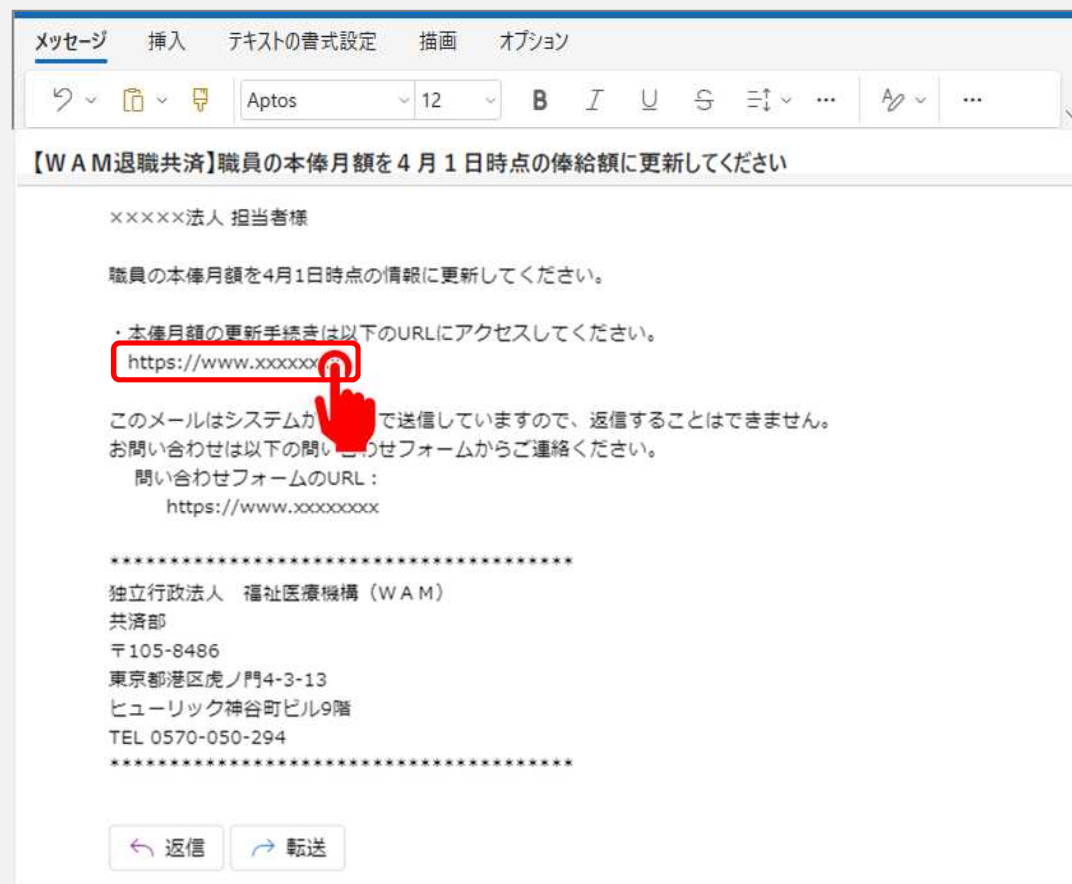 メッセージ 挿入 テキストの書式設定 描画 オプション
Aptos 12 B I U S ... A ...
【ＷＡＭ退職共済】職員の本俸月額を４月１日時点の俸給額に更新してください
×××××法人 担当者様
職員の本俸月額を4月1日時点の情報に更新してください。
・本俸月額の更新手続きは以下のURLにアクセスしてください。
https://www.xxxxxx
このメールはシステムか で送信していますので、返信することはできません。
お問い合わせは以下の問い合わせフォームからご連絡ください。
問い合わせフォームのURL：
https://www.xxxxxxxx
***************************************
独立行政法人　福祉医療機構（ＷＡＭ）
共済部
〒105-8486
東京都港区虎ノ門4-3-13
ヒューリック神谷町ビル9階
TEL 0570-050-294
***************************************
返信 転送